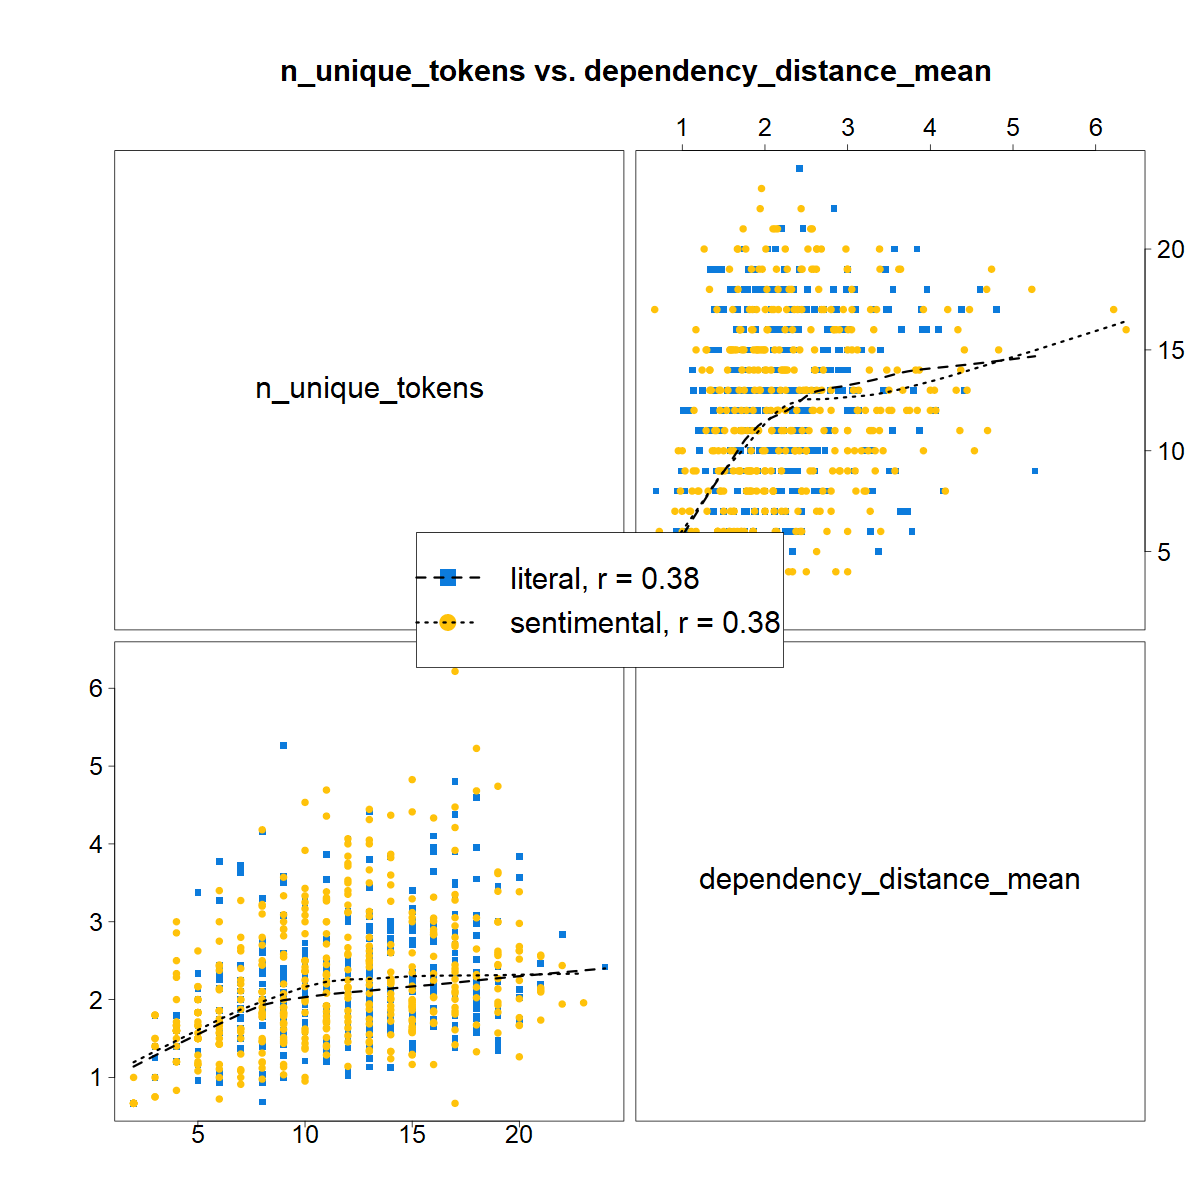 n_unique_tokens vs. dependency_distance_mean
1 2 3 4 5 6
n_unique_tokens
20
15
10
5
literal, r = 0.38
sentimental, r = 0.38
6
5
4
3
2
1
dependency_distance_mean
5 10 15 20